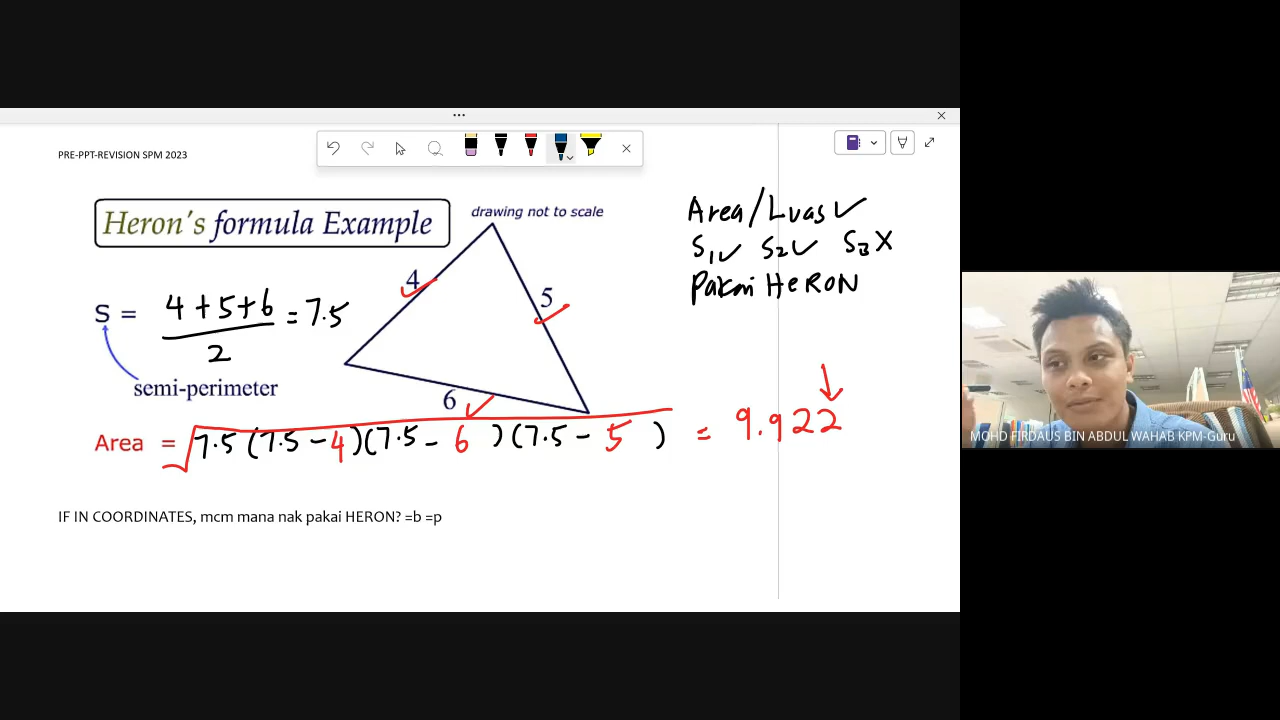 PRE-PPT-REVISION SPM 2023
Heron's formula Example
drawing not to scale
4
5
6
S = 4+5+6 / 2 = 7.5
semi-perimeter
Area = √7.5(7.5-4)(7.5-6)(7.5-5) = 9.922
Area/Luas ✓
S₁✓ S₂✓ S₃X
Pakai HERON
IF IN COORDINATES, mcm mana nak pakai HERON? =b =p
MOHD FIRDAUS BIN ABDUL WAHAB KPM-Guru